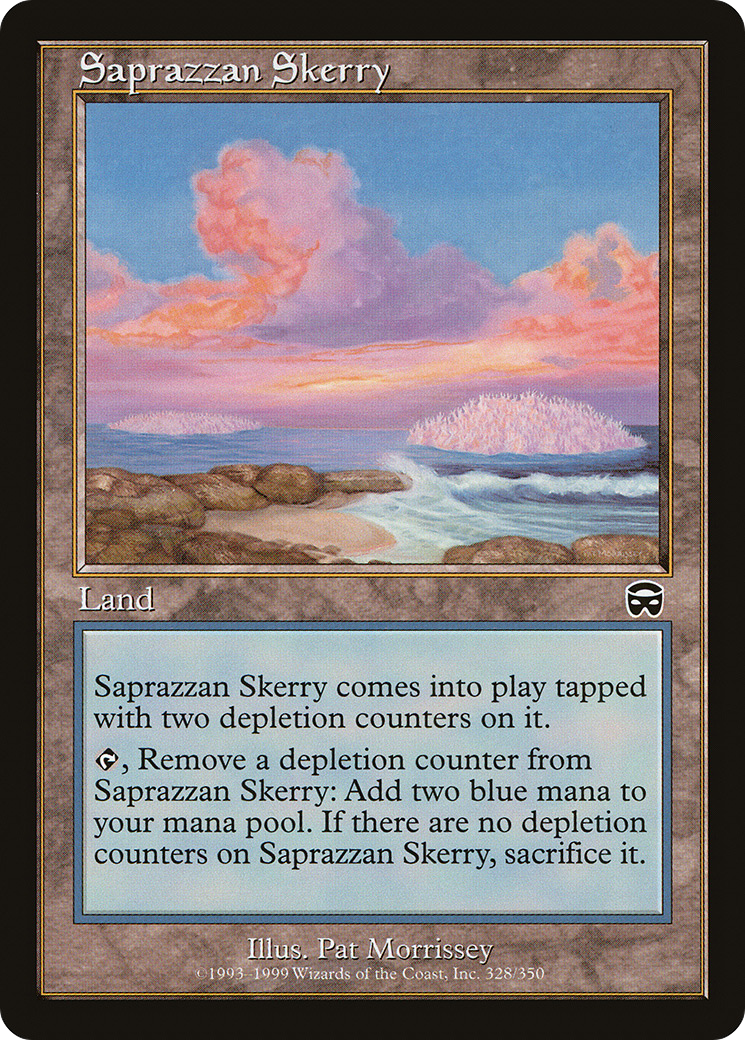 Saprazzan Skerry
Land
Saprazzan Skerry comes into play tapped
with two depletion counters on it.
, Remove a depletion counter from
Saprazzan Skerry: Add two blue mana to
your mana pool. If there are no depletion
counters on Saprazzan Skerry, sacrifice it.
Illus. Pat Morrissey
©1993–1999 Wizards of the Coast, Inc. 328/350